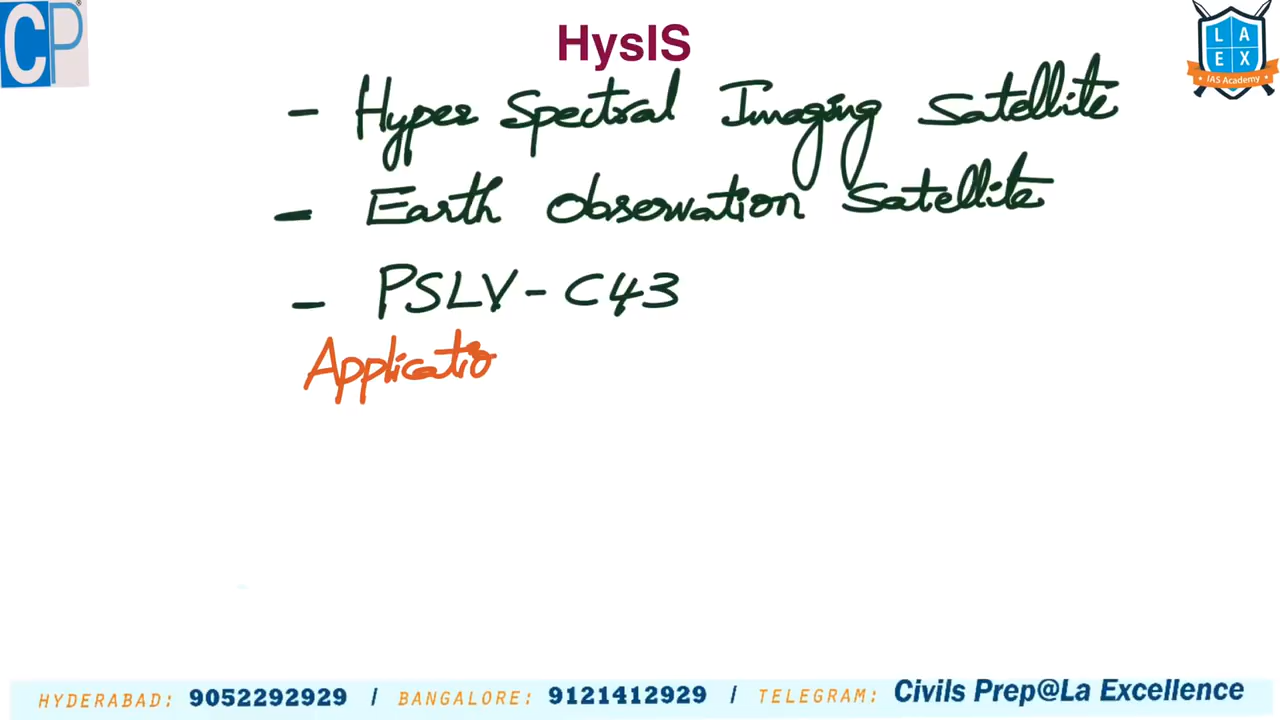 CP
HysIS
LAEX
IAS Academy
- Hyper Spectral Imaging Satellite
- Earth Observation Satellite
- PSLV-C43
Applicatio
HYDERABAD: 9052292929 / BANGALORE: 9121412929 / TELEGRAM: Civils Prep@La Excellence